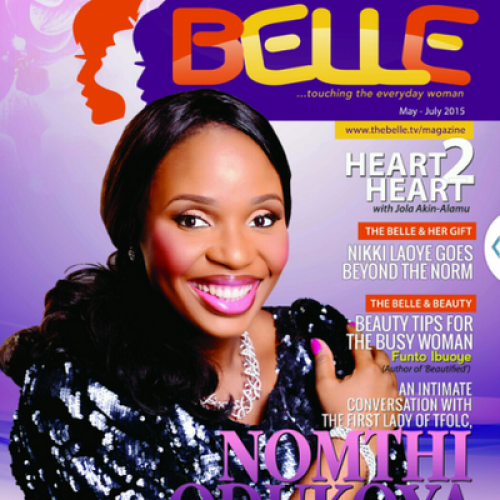 BELLE
...touching the everyday woman
May - July 2015
www.thebelle.tv/magazine
HEART 2
HEART
with Jola Akin-Alamu
THE BELLE & HER GIFT
NIKKI LAOYE GOES
BEYOND THE NORM
THE BELLE & BEAUTY
BEAUTY TIPS FOR
THE BUSY WOMAN
Funto Ibuoye
(Author of 'Beautified')
AN INTIMATE
CONVERSATION WITH
THE FIRST LADY OF TFOLC,
NOMTHI